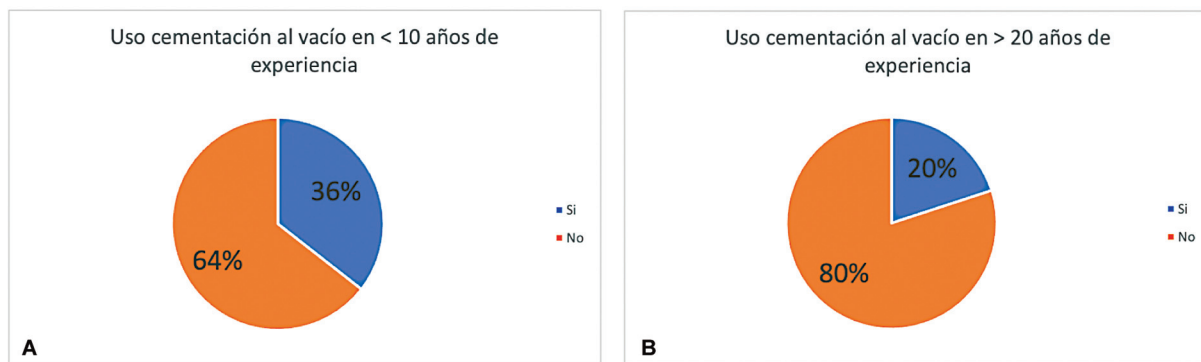 Uso cementación al vacío en < 10 años de
experiencia
36%
64%
Si
No
A
Uso cementación al vacío en > 20 años de
experiencia
20%
80%
Si
No
B